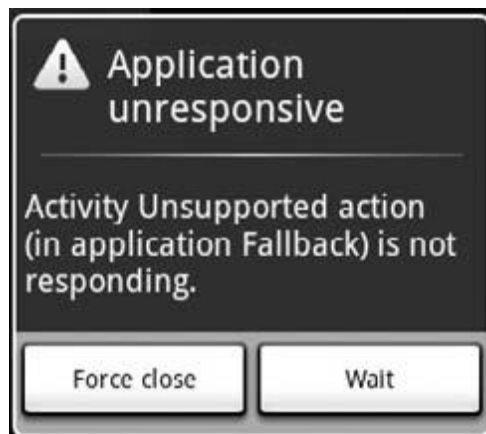 Application
unresponsive
Activity Unsupported action
(in application Fallback) is not
responding.
Force close
Wait